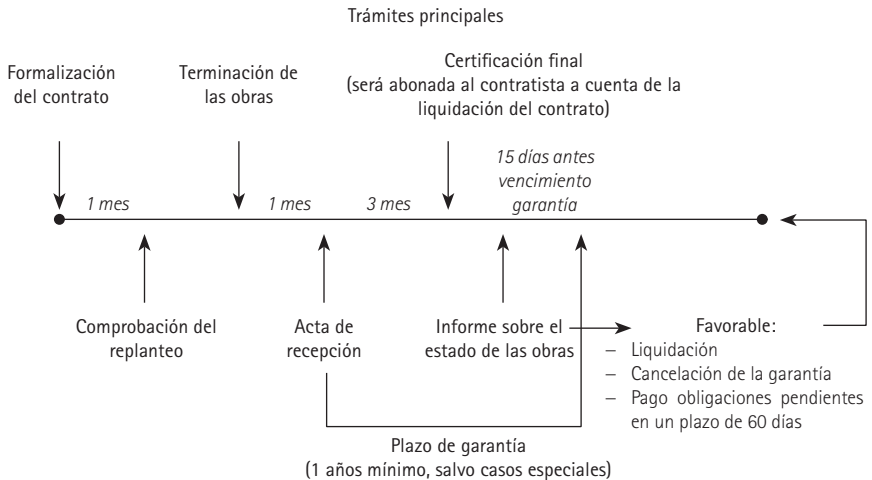 Trámites principales
Formalización
del contrato
Terminación de
las obras
Certificación final
(será abonada al contratista a cuenta de la
liquidación del contrato)
15 días antes
vencimiento
garantía
1 mes
1 mes
3 mes
Comprobación del
replanteo
Acta de
recepción
Informe sobre el
estado de las obras
Favorable:
– Liquidación
– Cancelación de la garantía
– Pago obligaciones pendientes
en un plazo de 60 días
Plazo de garantía
(1 años mínimo, salvo casos especiales)